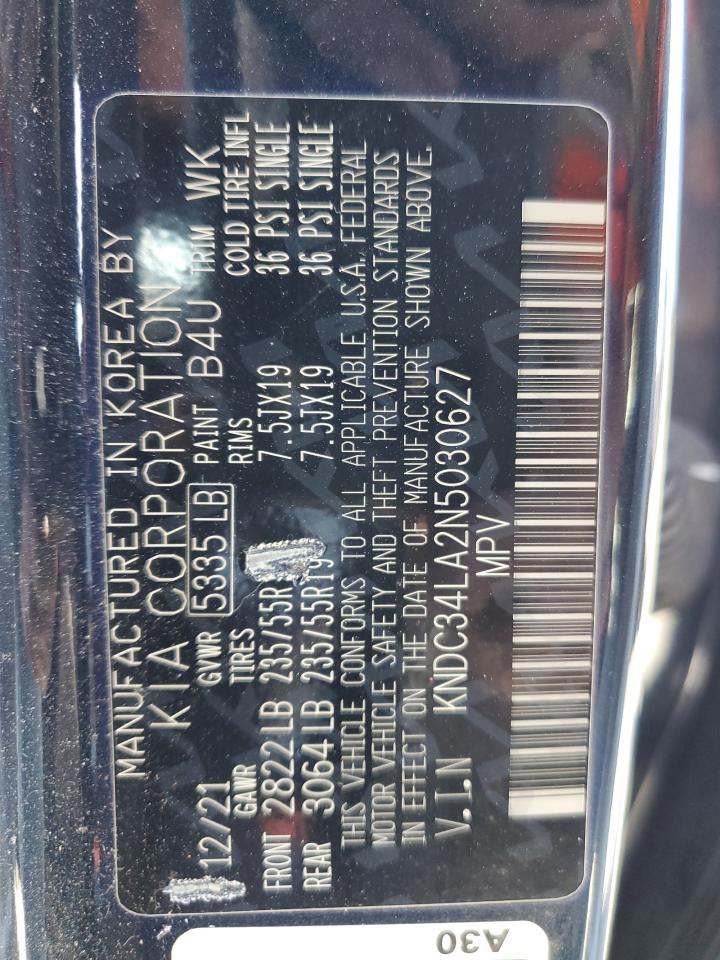 MANUFACTURED IN KOREA BY
KIA CORPORATION
12/21 GVWR 5335 LB PAINT B4U TRIM WK
GAWR TIRES RIMS COLD TIRE INFL
FRONT 2822 LB 235/55R 7.5JX19 36 PSI SINGLE
REAR 3064 LB 235/55R19 7.5JX19 36 PSI SINGLE
THIS VEHICLE CONFORMS TO ALL APPLICABLE U.S.A. FEDERAL
MOTOR VEHICLE SAFETY AND THEFT PREVENTION STANDARDS
IN EFFECT ON THE DATE OF MANUFACTURE SHOWN ABOVE.
V.I.N KNDC34LA2N5030627
MPV
A30